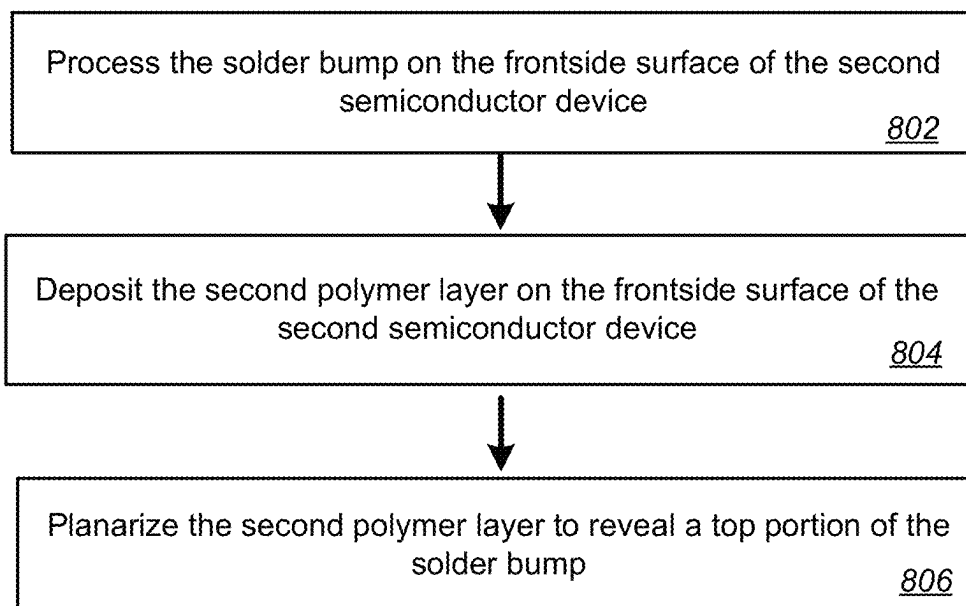 Process the solder bump on the frontside surface of the second
semiconductor device
802
Deposit the second polymer layer on the frontside surface of the
second semiconductor device
804
Planarize the second polymer layer to reveal a top portion of the
solder bump
806